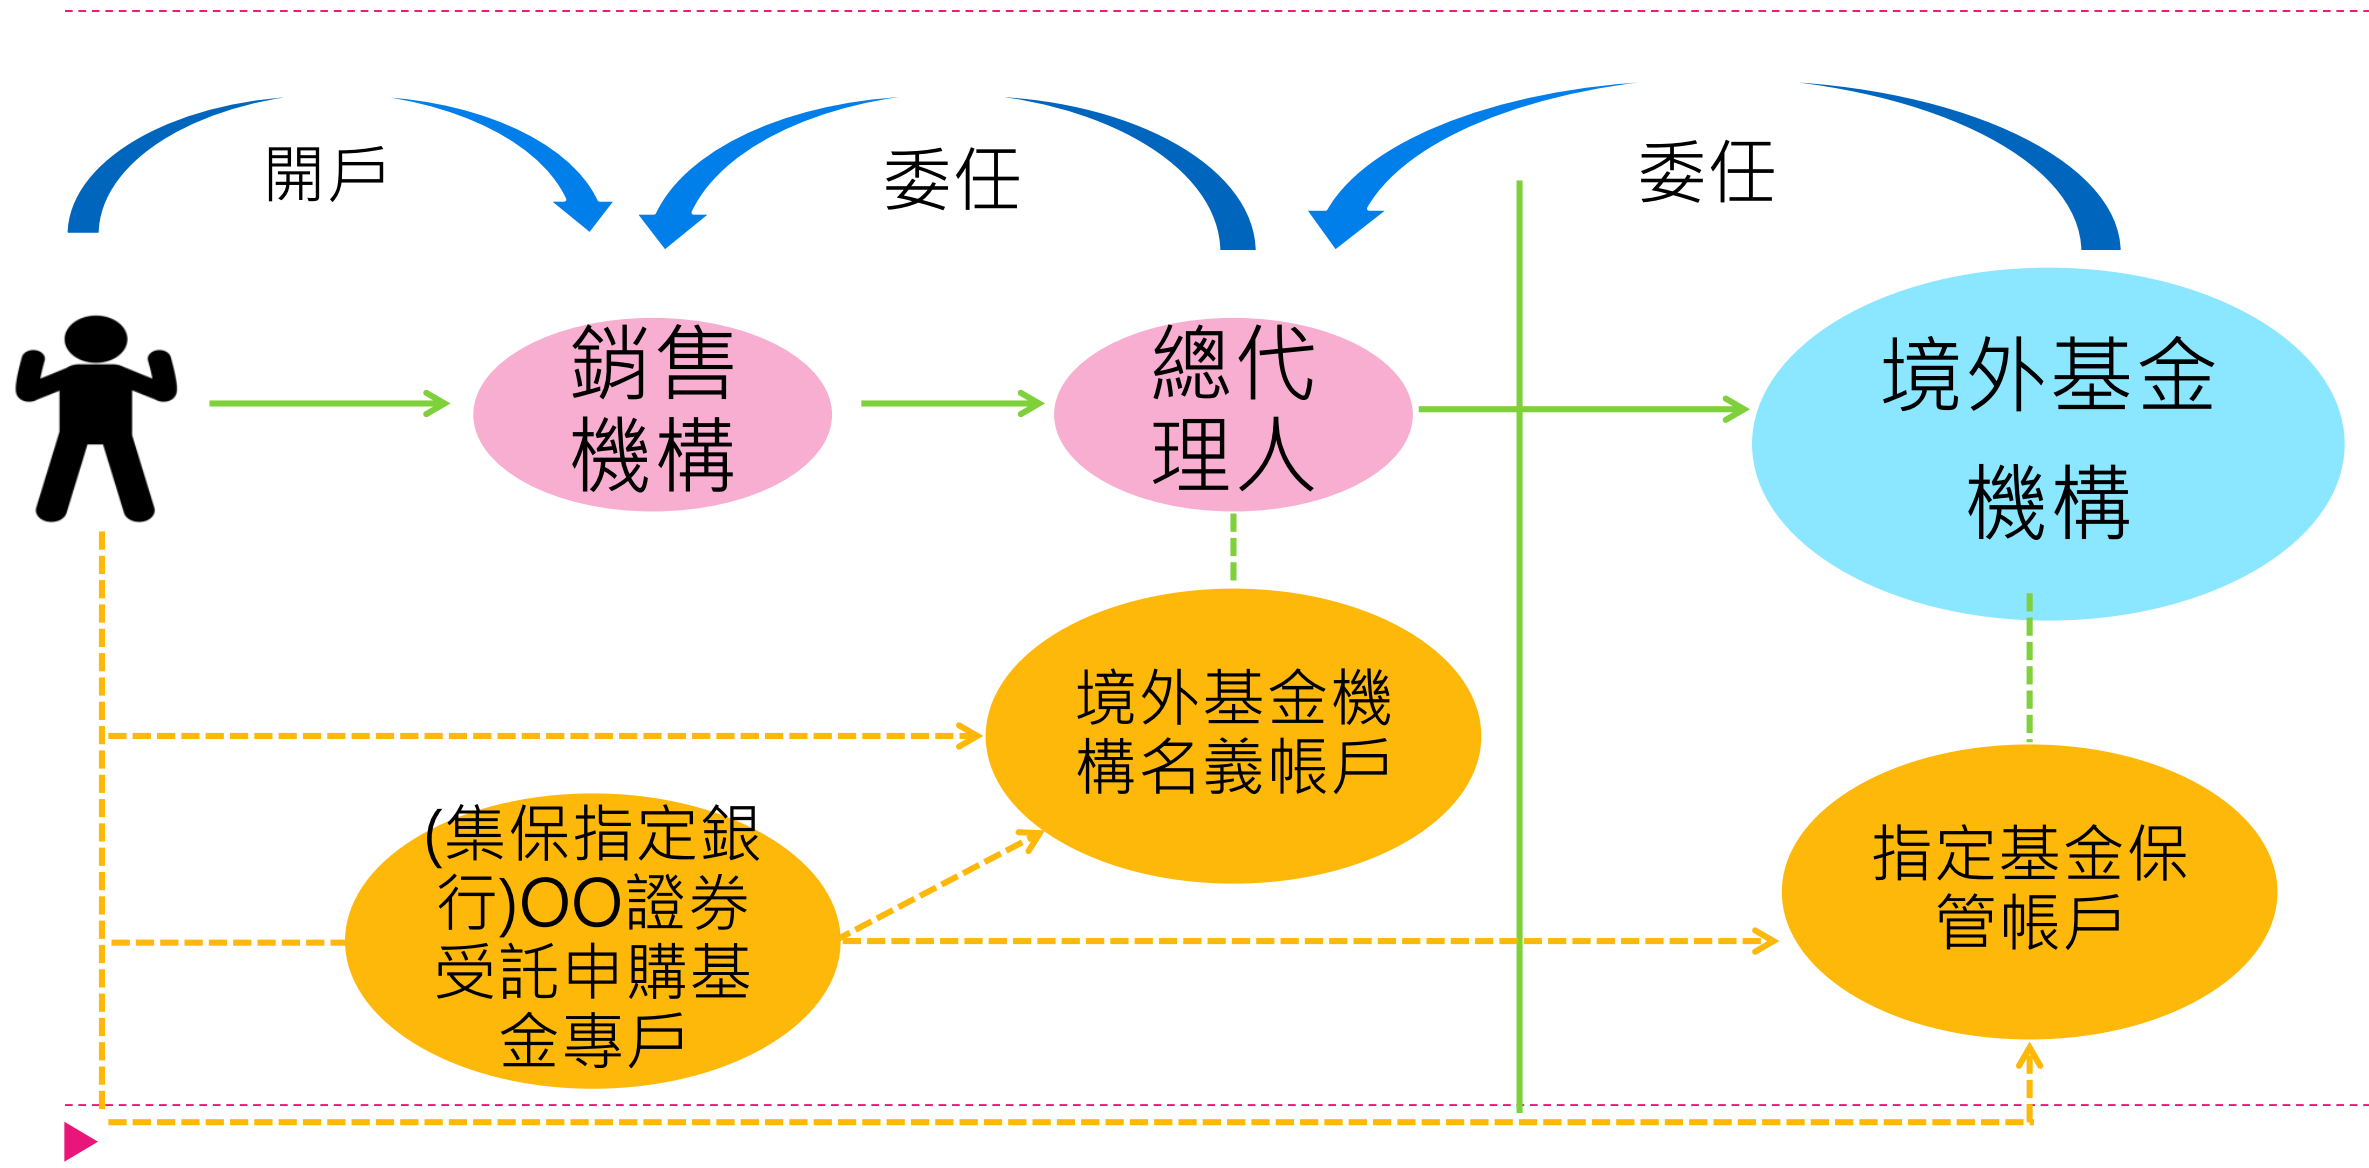 開戶
委任
委任
銷售
機構
總代
理人
境外基金
機構
境外基金機
構名義帳戶
(集保指定銀
行)OO證券
受託申購基
金專戶
指定基金保
管帳戶